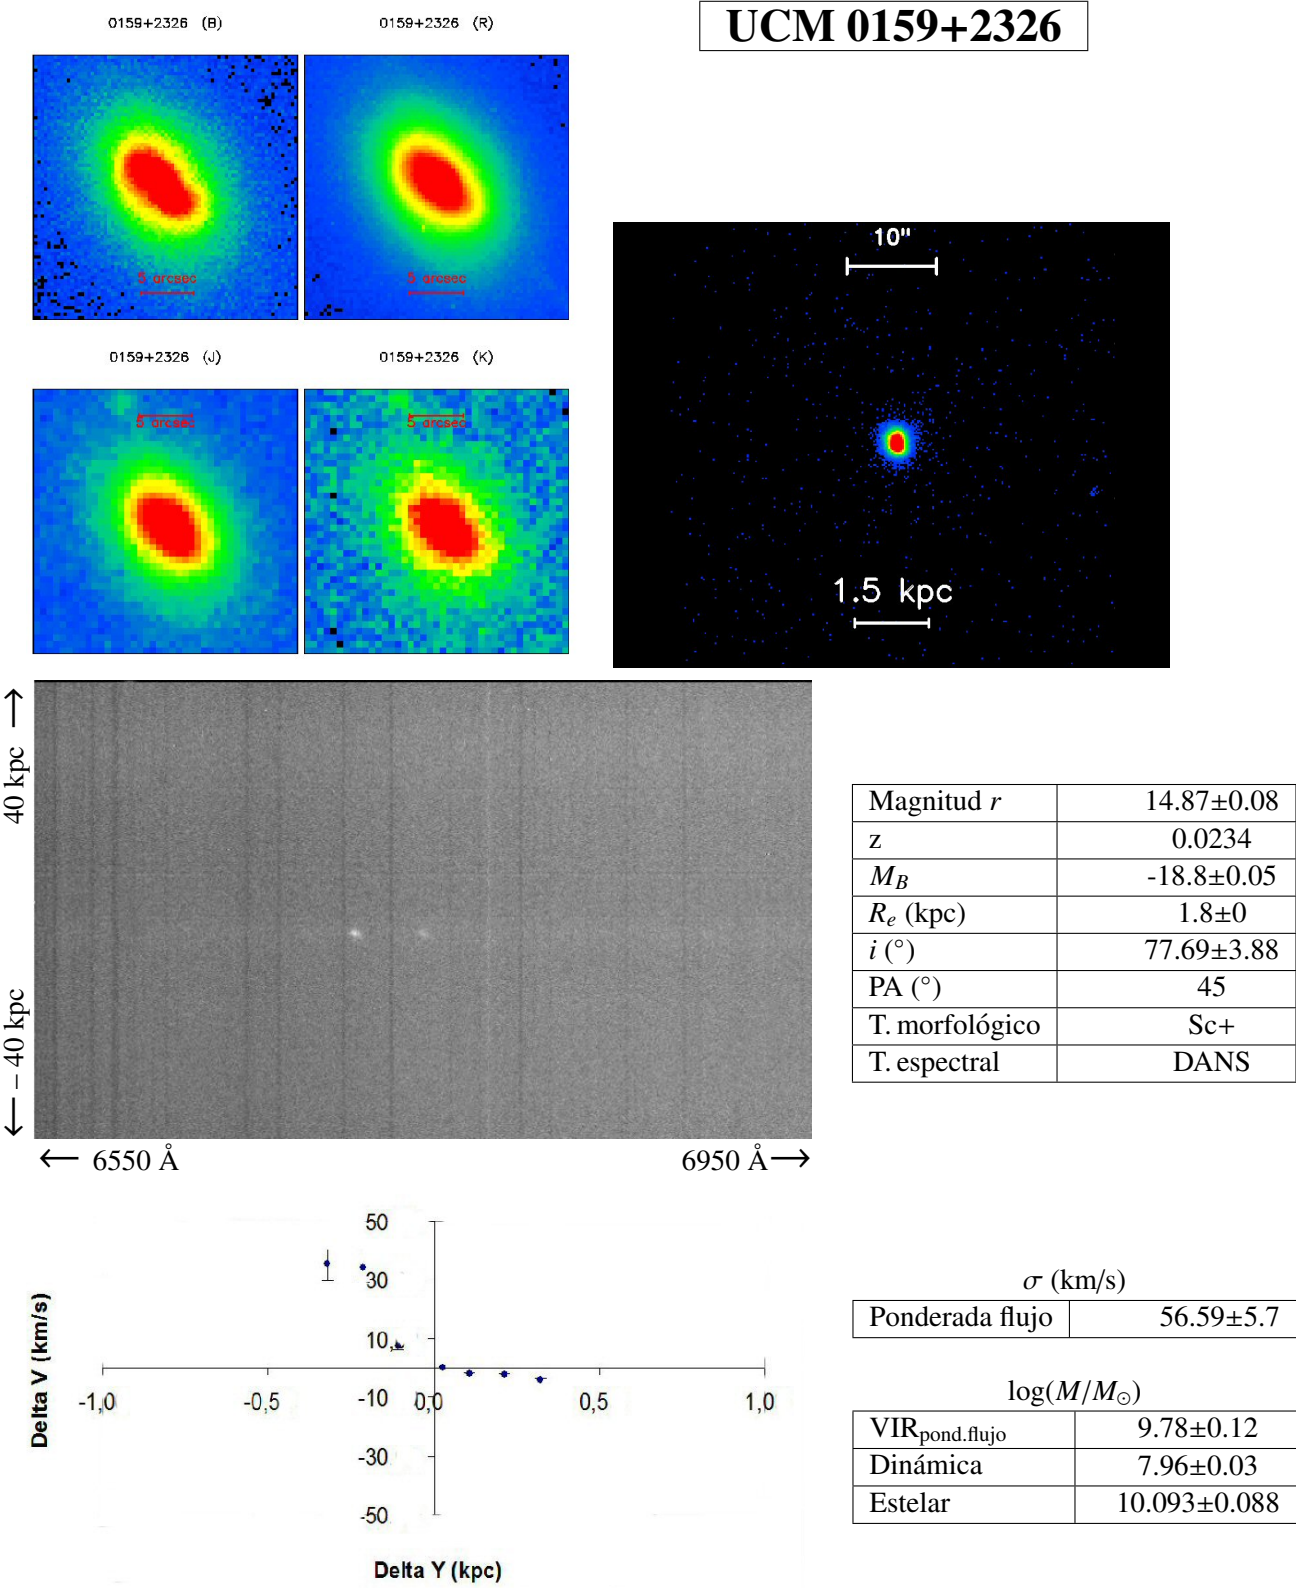 UCM 0159+2326
0159+2326 (B)
0159+2326 (R)
5 arcsec
5 arcsec
0159+2326 (J)
0159+2326 (K)
5 arcsec
5 arcsec
10"
1.5 kpc
40 kpc →
← −40 kpc
← 6550 Å
6950 Å →
Magnitud r 14.87±0.08
z 0.0234
M_B -18.8±0.05
R_e (kpc) 1.8±0
i (°) 77.69±3.88
PA (°) 45
T. morfológico Sc+
T. espectral DANS
Delta V (km/s)
50
30
10
-10
-30
-50
-1,0 -0,5 0,0 0,5 1,0
Delta Y (kpc)
σ (km/s)
Ponderada flujo 56.59±5.7
log(M/M⊙)
VIR pond.flujo 9.78±0.12
Dinámica 7.96±0.03
Estelar 10.093±0.088